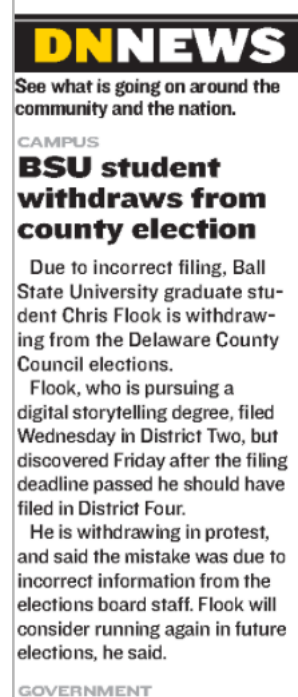 DNNEWS
See what is going on around the
community and the nation.
CAMPUS
BSU student
withdraws from
county election
Due to incorrect filing, Ball
State University graduate stu-
dent Chris Flook is withdraw-
ing from the Delaware County
Council elections.
Flook, who is pursuing a
digital storytelling degree, filed
Wednesday in District Two, but
discovered Friday after the filing
deadline passed he should have
filed in District Four.
He is withdrawing in protest,
and said the mistake was due to
incorrect information from the
elections board staff. Flook will
consider running again in future
elections, he said.
GOVERNMENT